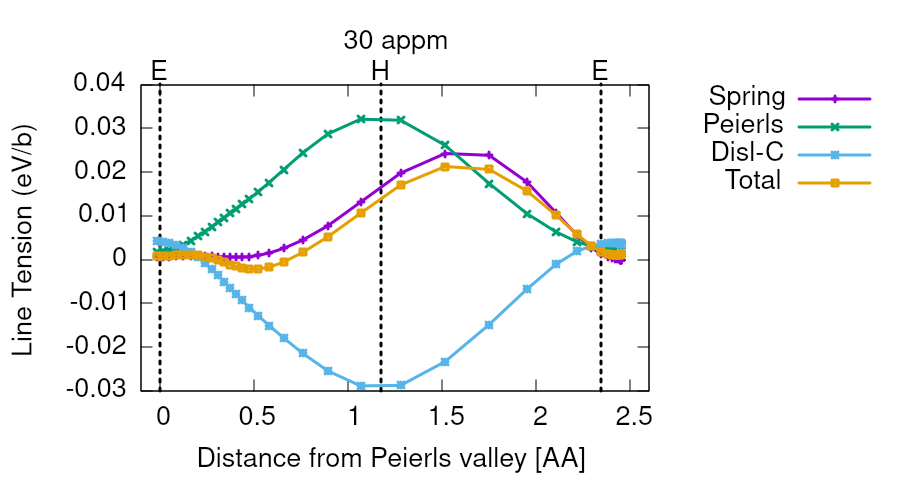 30 appm
E H E
0.04
0.03
0.02
0.01
0
-0.01
-0.02
-0.03
Line Tension (eV/b)
0 0.5 1 1.5 2 2.5
Distance from Peierls valley [AA]
Spring
Peierls
Disl-C
Total